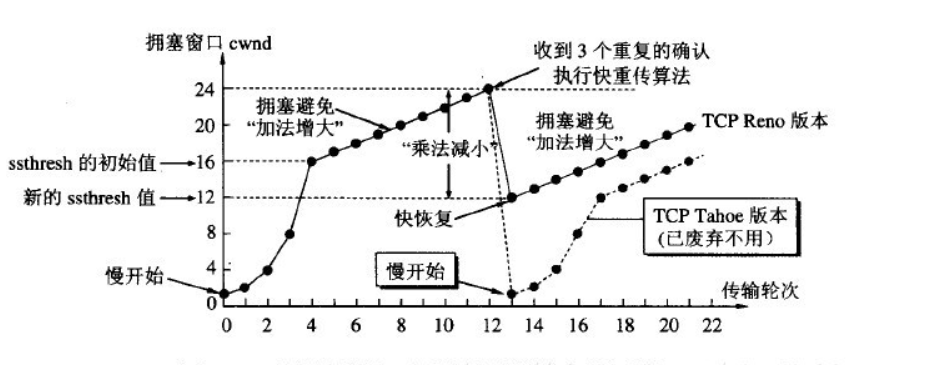 拥塞窗口 cwnd
收到 3 个重复的确认
执行快重传算法
24
拥塞避免
“加法增大”
20
拥塞避免
“加法增大”
TCP Reno 版本
“乘法减小”
ssthresh 的初始值
16
新的 ssthresh 值
12
快恢复
TCP Tahoe 版本
(已废弃不用）
8
慢开始
4
慢开始
传输轮次
0
0 2 4 6 8 10 12 14 16 18 20 22